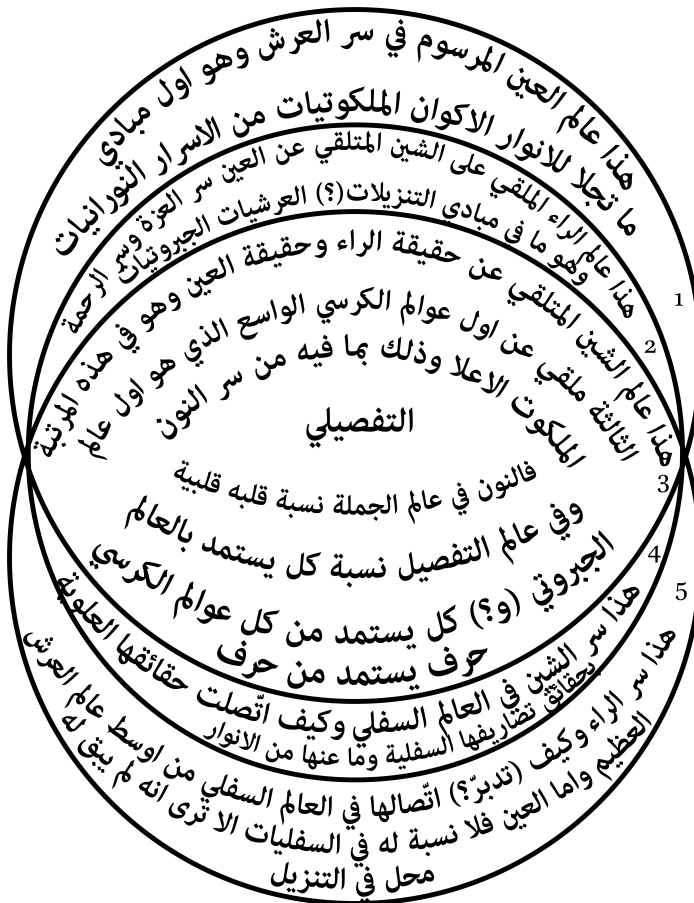 هذا عالم العين المرسوم في سر العرش وهو اول مبادي
ما تجلا للانوار الاكوان الملكوتيات من الاسرار النورانيات
هذا عالم الراء الملقي على الشين المتلقي عن العين سر العزة وسر الرحمة
وهو ما في مبادي التنزيلات(؟) العرشيات الجبروتيات
1
2
هذا عالم الشين المتلقي عن حقيقة الراء وحقيقة العين وهو في هذه المرتبة
الثالثة ملقي عن اول عوالم الكرسي الواسع الذي هو اول عالم
الملكوت الاعلا وذلك بما فيه من سر النون
التفصيلي
فالنون في عالم الجملة نسبة قلبه قلبية
3
وفي عالم التفصيل نسبة كل يستمد بالعالم
الجبروتي (و؟) كل يستمد من كل عوالم الكرسي
حرف يستمد من حرف
4
هذا سر الشين في العالم السفلي وكيف اتّصلت حقائقها العلوية
بحقائق تصاريفها السفلية وما عنها من الانوار
5
هذا سر الراء وكيف (تدبرّ؟) اتّصالها في العالم السفلي من اوسط عالم العرش
العظيم واما العين فلا نسبة له في السفليات الا ترى انه لم يبق له
محل في التنزيل